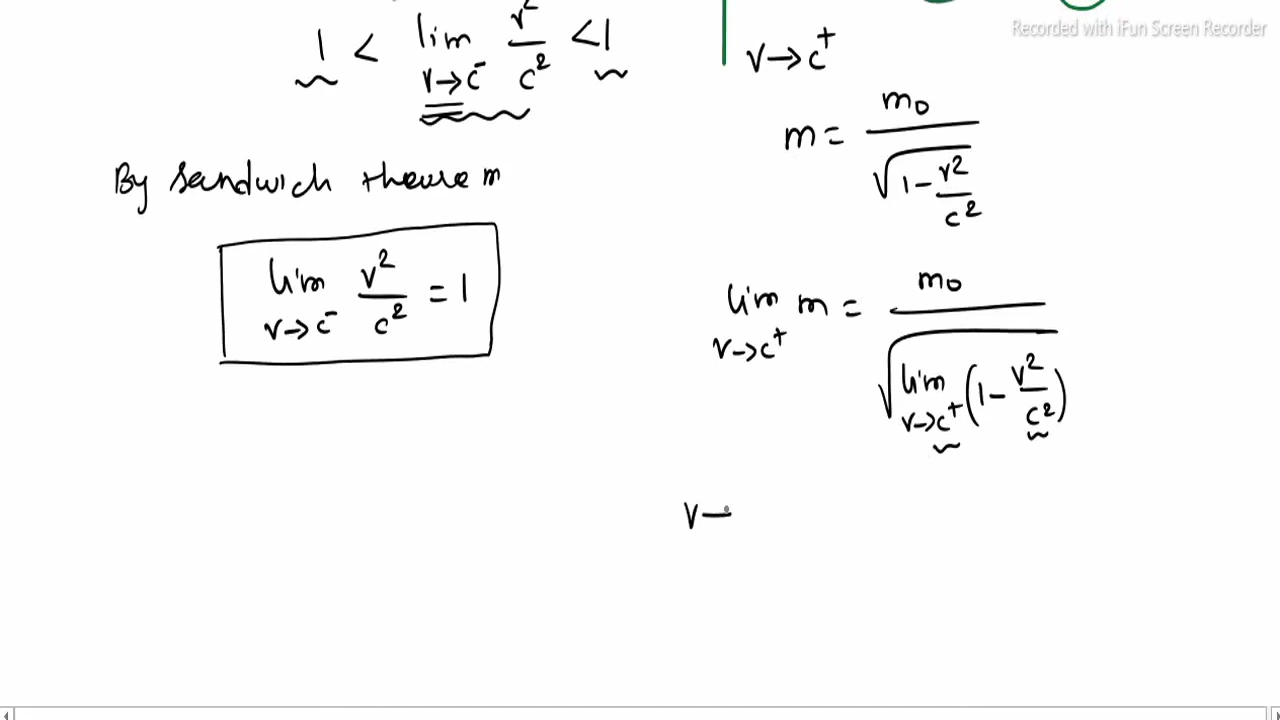 1 < lim v→c⁻ v²/c² < 1
By Sandwich theorem
lim v→c⁻ v²/c² = 1
Recorded with iFun Screen Recorder
v→c⁺
m = m₀/√(1 - v²/c²)
lim v→c⁺ m = m₀/√(lim v→c⁺ (1 - v²/c²))
v–